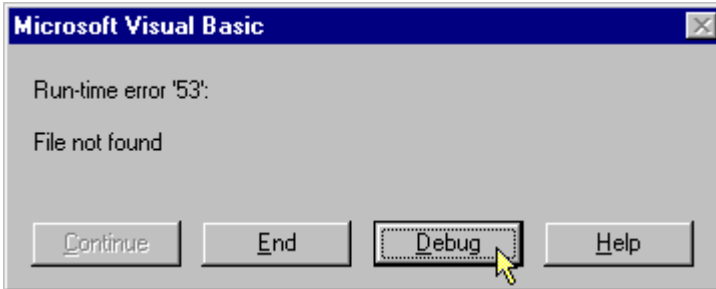 Microsoft Visual Basic
Run-time error '53':
File not found
Continue End Debug Help